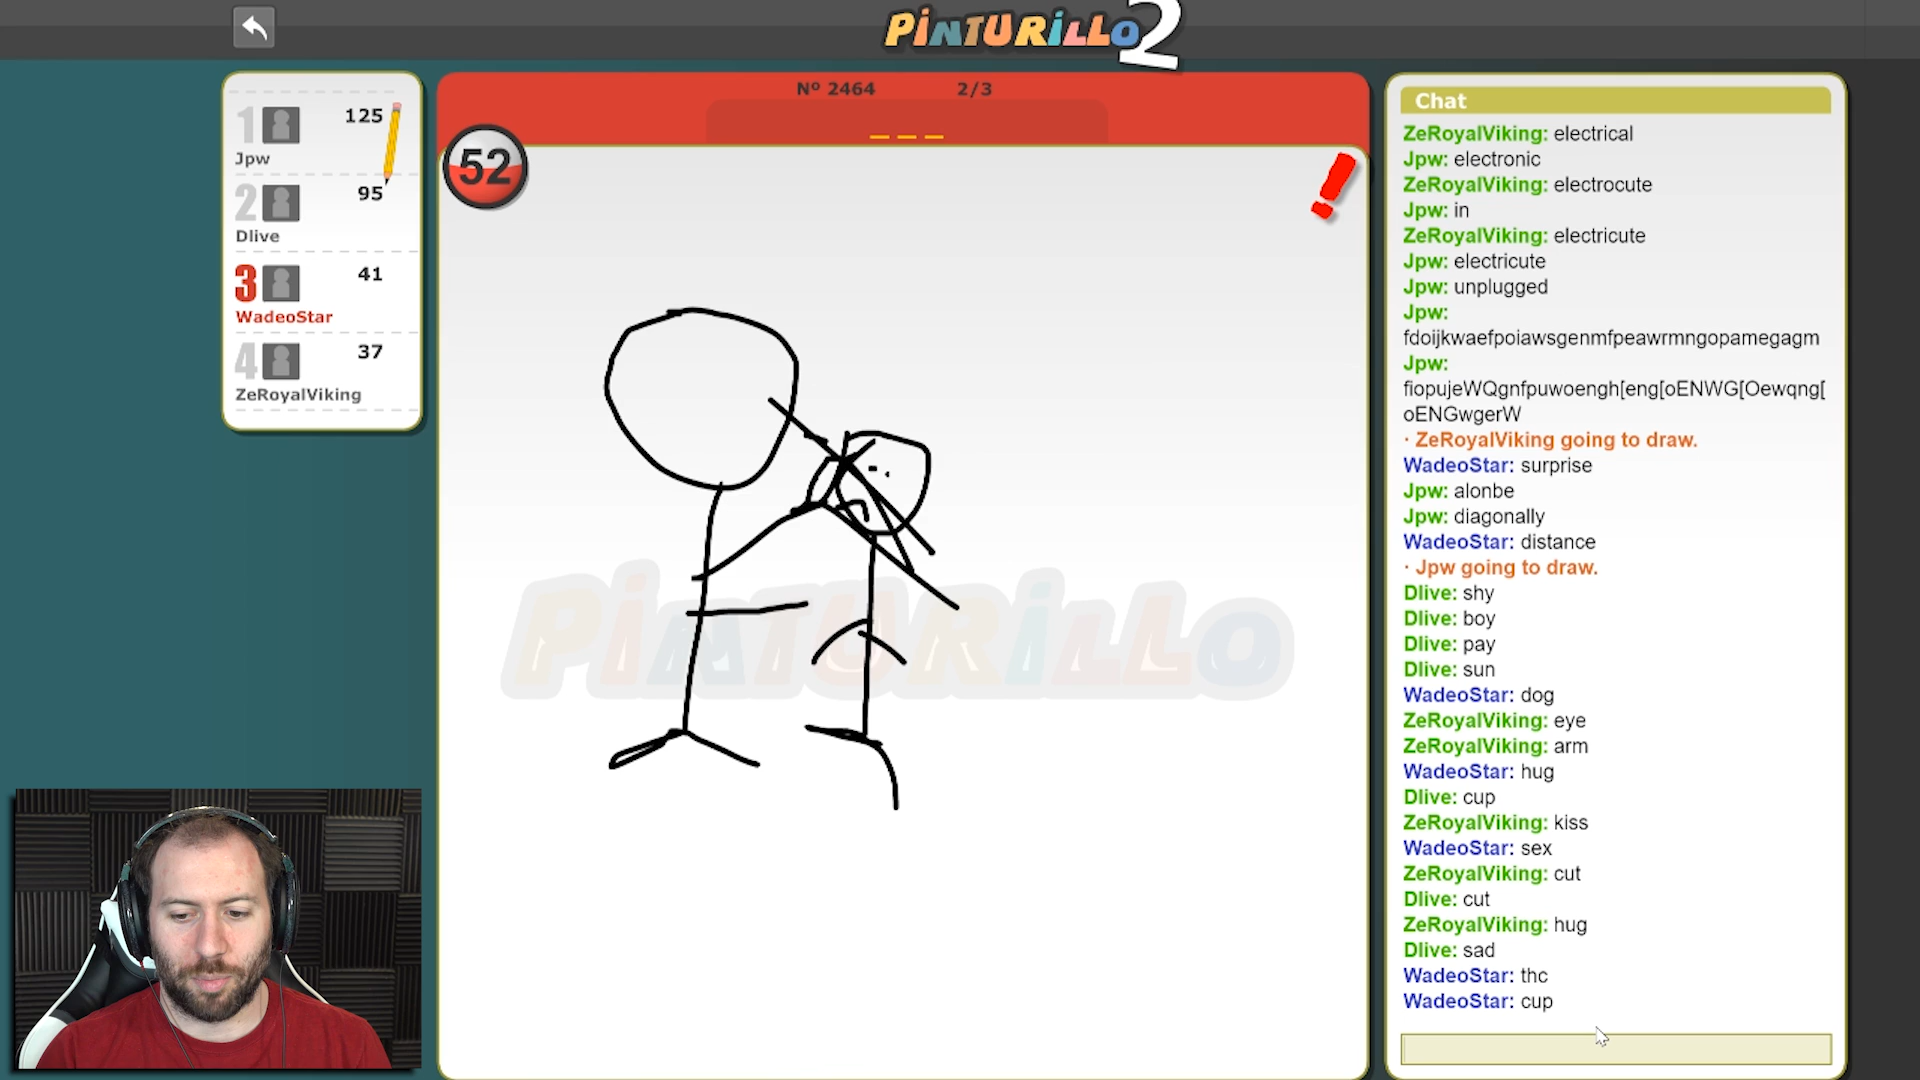 PINTURILLO 2
Nº 2464 2/3
52
1 125
Jpw
2 95
Dlive
3 41
WadeoStar
4 37
ZeRoyalViking
PINTURILLO
Chat
ZeRoyalViking: electrical
Jpw: electronic
ZeRoyalViking: electrocute
Jpw: in
ZeRoyalViking: electricute
Jpw: electricute
Jpw: unplugged
Jpw:
fdoijkwaefpoiawsgenmfpeawrmngopamegagm
Jpw:
fiopujeWQgnfpuwoengh[eng[oENWG[Oewqng[
oENGwgerW
· ZeRoyalViking going to draw.
WadeoStar: surprise
Jpw: alonbe
Jpw: diagonally
WadeoStar: distance
· Jpw going to draw.
Dlive: shy
Dlive: boy
Dlive: pay
Dlive: sun
WadeoStar: dog
ZeRoyalViking: eye
ZeRoyalViking: arm
WadeoStar: hug
Dlive: cup
ZeRoyalViking: kiss
WadeoStar: sex
ZeRoyalViking: cut
Dlive: cut
ZeRoyalViking: hug
Dlive: sad
WadeoStar: thc
WadeoStar: cup